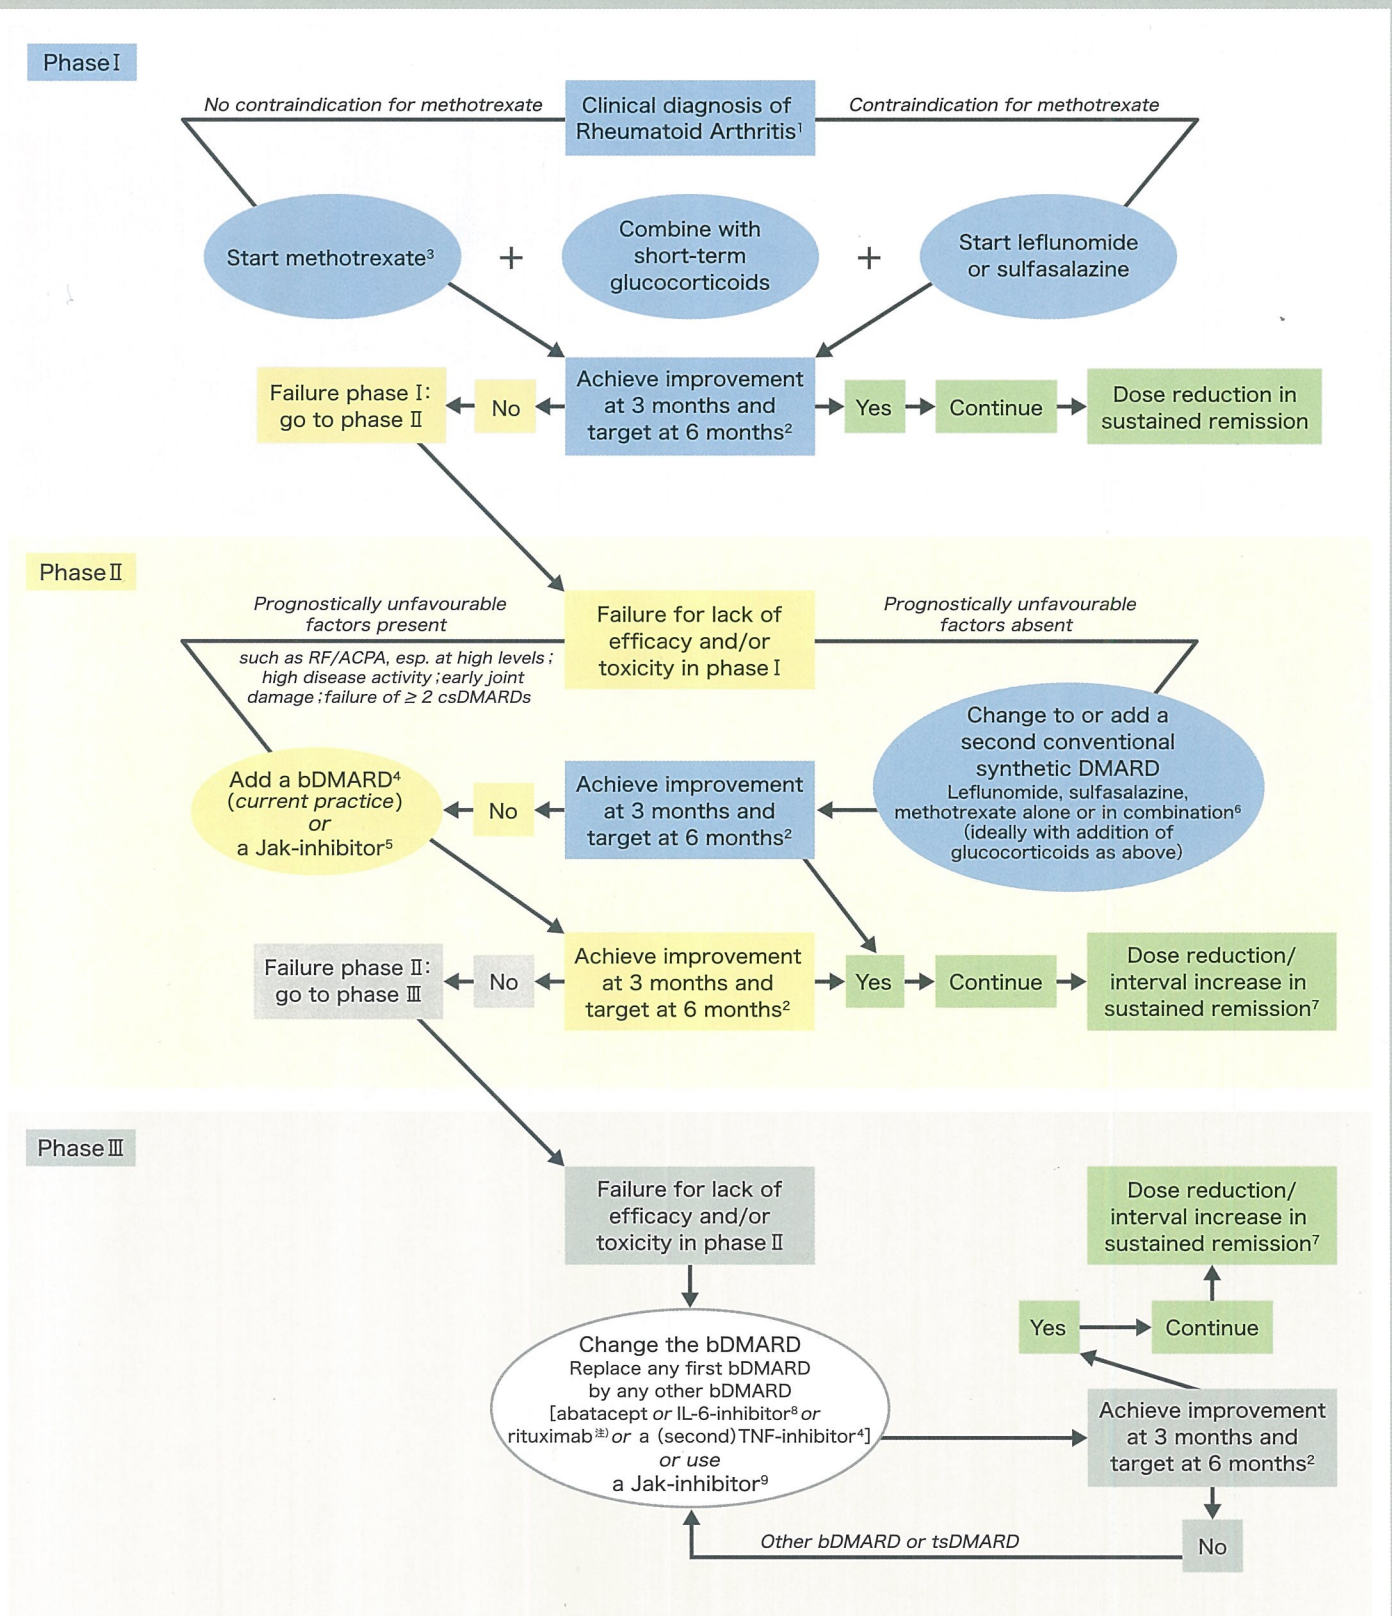 Phase Ⅰ
No contraindication for methotrexate
Clinical diagnosis of
Rheumatoid Arthritis¹
Contraindication for methotrexate
Start methotrexate³
+
Combine with
short-term
glucocorticoids
+
Start leflunomide
or sulfasalazine
Failure phase Ⅰ:
go to phase Ⅱ
No
Achieve improvement
at 3 months and
target at 6 months²
Yes
Continue
Dose reduction in
sustained remission
Phase Ⅱ
Prognostically unfavourable
factors present
such as RF/ACPA, esp. at high levels;
high disease activity;early joint
damage;failure of ≥ 2 csDMARDs
Failure for lack of
efficacy and/or
toxicity in phase Ⅰ
Prognostically unfavourable
factors absent
Change to or add a
second conventional
synthetic DMARD
Leflunomide, sulfasalazine,
methotrexate alone or in combination⁶
(ideally with addition of
glucocorticoids as above)
Add a bDMARD⁴
(current practice)
or
a Jak-inhibitor⁵
No
Achieve improvement
at 3 months and
target at 6 months²
Failure phase Ⅱ:
go to phase Ⅲ
No
Achieve improvement
at 3 months and
target at 6 months²
Yes
Continue
Dose reduction/
interval increase in
sustained remission⁷
Phase Ⅲ
Failure for lack of
efficacy and/or
toxicity in phase Ⅱ
Dose reduction/
interval increase in
sustained remission⁷
Yes
Continue
Change the bDMARD
Replace any first bDMARD
by any other bDMARD
[abatacept or IL-6-inhibitor⁸ or
rituximab注) or a (second)TNF-inhibitor⁴]
or use
a Jak-inhibitor⁹
Achieve improvement
at 3 months and
target at 6 months²
No
Other bDMARD or tsDMARD